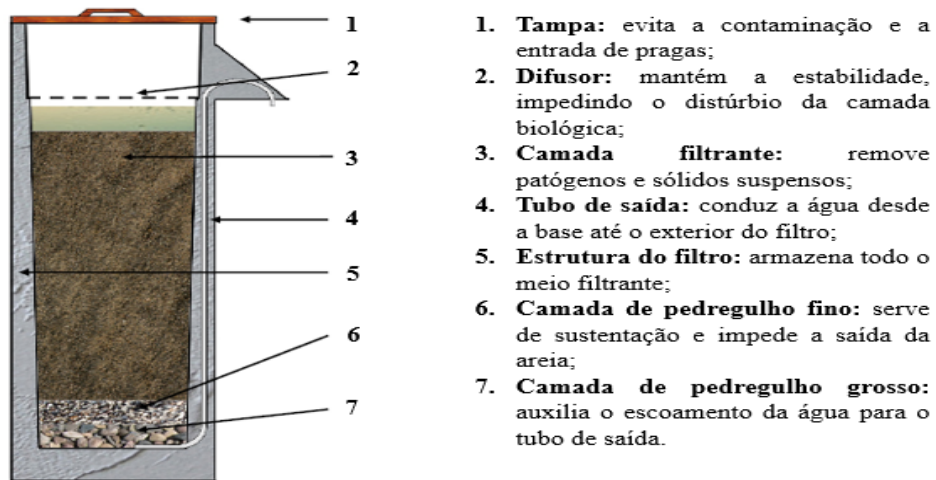 1
2
3
4
5
6
7
1. Tampa: evita a contaminação e a
entrada de pragas;
2. Difusor: mantém a estabilidade,
impedindo o distúrbio da camada
biológica;
3. Camada filtrante: remove
patógenos e sólidos suspensos;
4. Tubo de saída: conduz a água desde
a base até o exterior do filtro;
5. Estrutura do filtro: armazena todo o
meio filtrante;
6. Camada de pedregulho fino: serve
de sustentação e impede a saída da
areia;
7. Camada de pedregulho grosso:
auxilia o escoamento da água para o
tubo de saída.